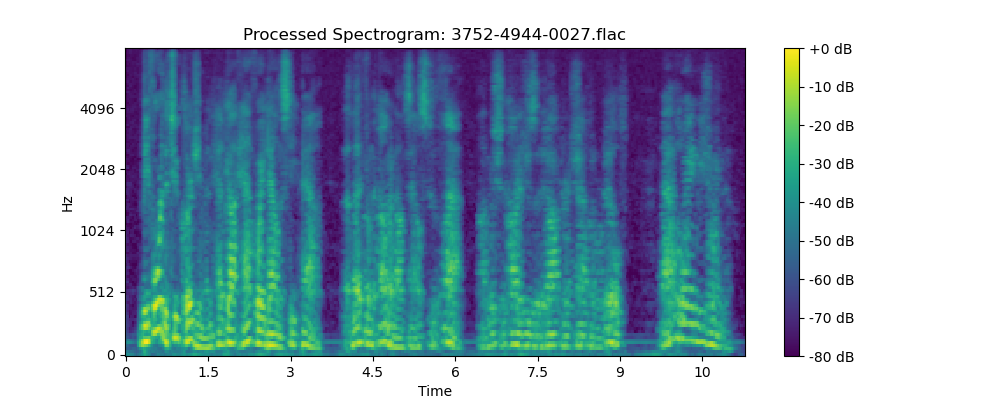 Processed Spectrogram: 3752-4944-0027.flac
Hz
4096
2048
1024
512
0
0 1.5 3 4.5 6 7.5 9 10
Time
+0 dB
-10 dB
-20 dB
-30 dB
-40 dB
-50 dB
-60 dB
-70 dB
-80 dB